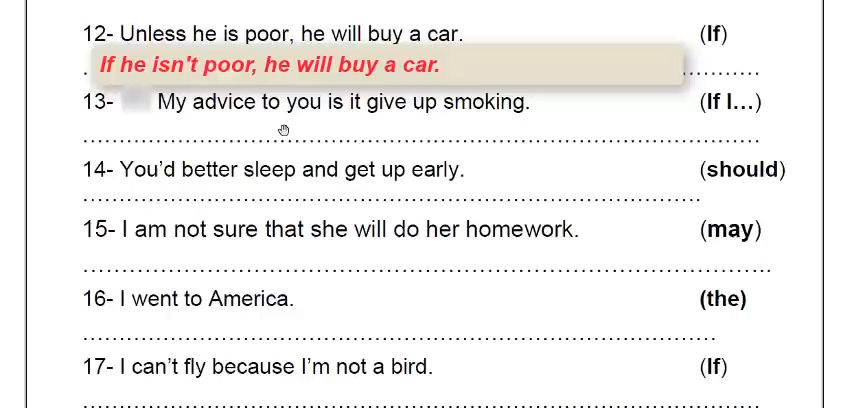 12- Unless he is poor, he will buy a car. (If)
If he isn't poor, he will buy a car.
13- My advice to you is it give up smoking. (If I…)
14- You'd better sleep and get up early. (should)
15- I am not sure that she will do her homework. (may)
16- I went to America. (the)
17- I can't fly because I'm not a bird. (If)